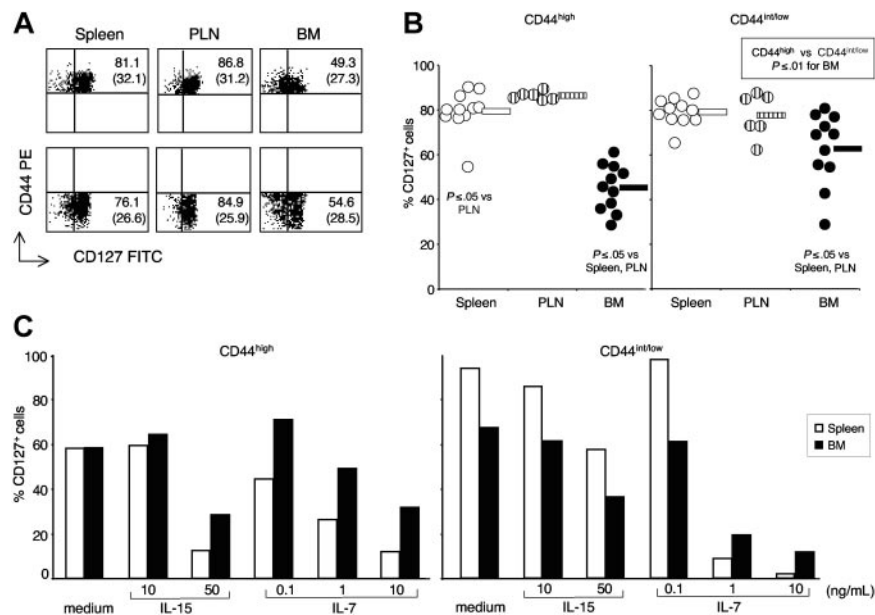 A
Spleen PLN BM
81.1 86.8 49.3
(32.1) (31.2) (27.3)
76.1 84.9 54.6
(26.6) (25.9) (28.5)
CD44 PE
CD127 FITC
B
CD44high CD44int/low
CD44high vs CD44int/low
P≤.01 for BM
% CD127+ cells
100
80
60
40
20
0
P≤.05 vs
PLN
P≤.05 vs
Spleen, PLN
P≤.05 vs
Spleen, PLN
Spleen PLN BM Spleen PLN BM
C
CD44high CD44int/low
% CD127+ cells
100
80
60
40
20
0
Spleen
BM
10 50 0.1 1 10 10 50 0.1 1 10 (ng/mL)
medium IL-15 IL-7 medium IL-15 IL-7